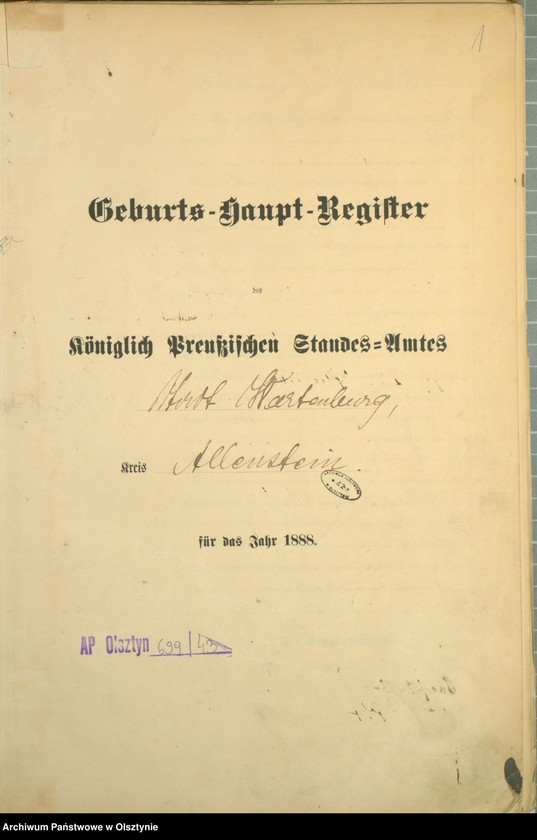 1
Geburts-Haupt-Register
des
Königlich Preußischen Standes-Amtes
Stadt Wartenburg,
Kreis Allenstein.
für das Jahr 1888.
AP Olsztyn 699/43
Archiwum Państwowe w Olsztynie